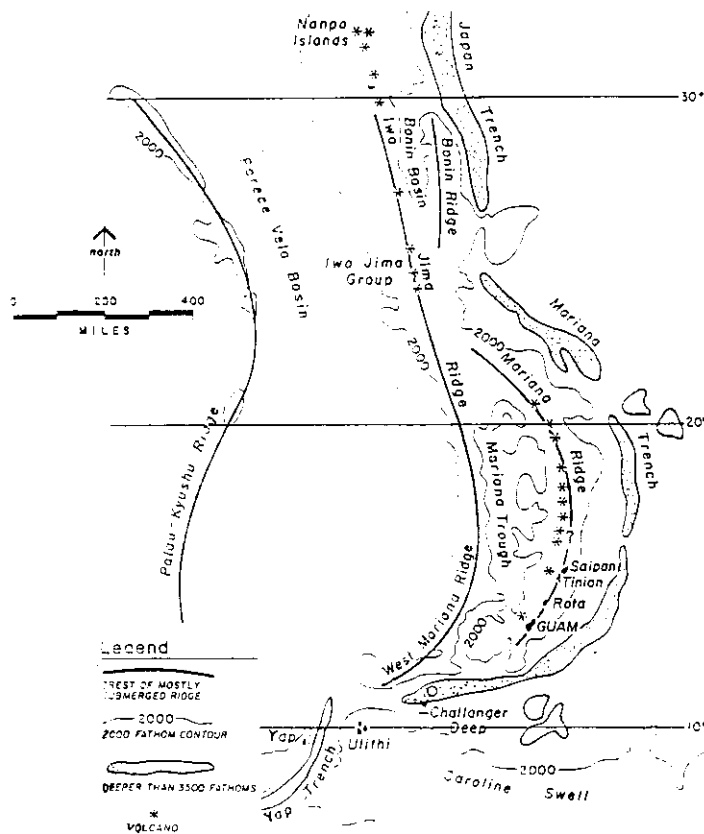 Nanpo
Islands
Japan
Trench
30°
2000
Iwo
Bonin Basin
Bonin Ridge
Parece Vela Basin
north
0 200 400
MILES
Iwo Jima
Group
Jima
Mariana
2000
2000
Mariana
Ridge
20°
Trench
Ridge
Palau-Kyushu Ridge
Mariana Trough
?
Saipan
Tinian
Rota
GUAM
West Mariana Ridge
2000
Legend
CREST OF MOSTLY
SUBMERGED RIDGE
2000
2000 FATHOM CONTOUR
DEEPER THAN 3500 FATHOMS
* VOLCANO
Challanger
Deep
10°
Yap
Ulithi
Yap Trench
2000
Caroline Swell